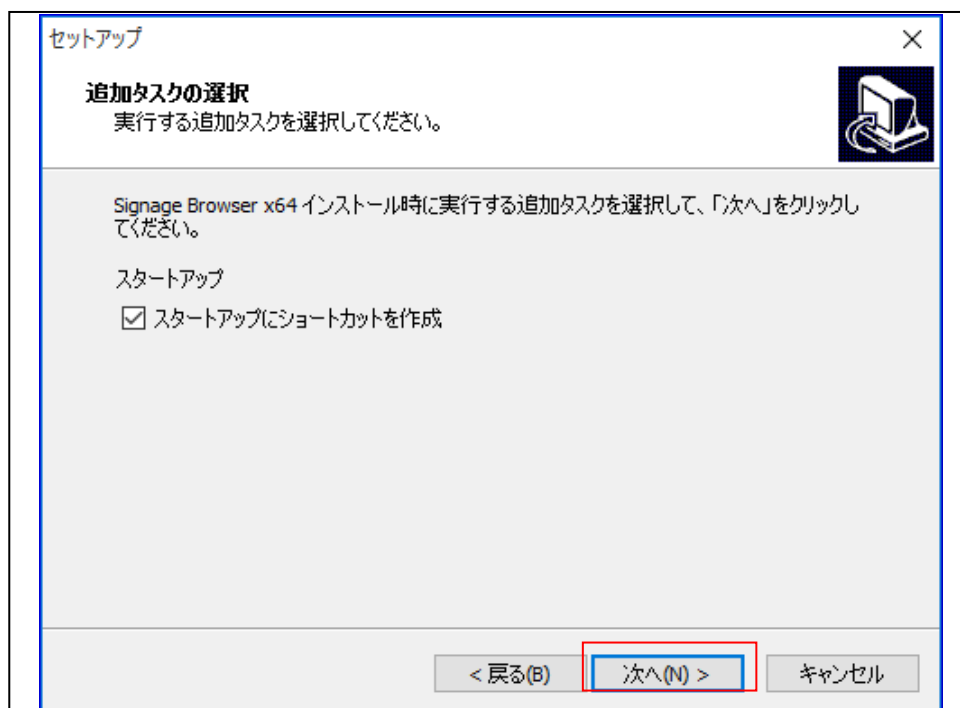 セットアップ
追加タスクの選択
実行する追加タスクを選択してください。
Signage Browser x64 インストール時に実行する追加タスクを選択して、「次へ」をクリックし
てください。
スタートアップ
スタートアップにショートカットを作成
< 戻る(B)
次へ(N) >
キャンセル